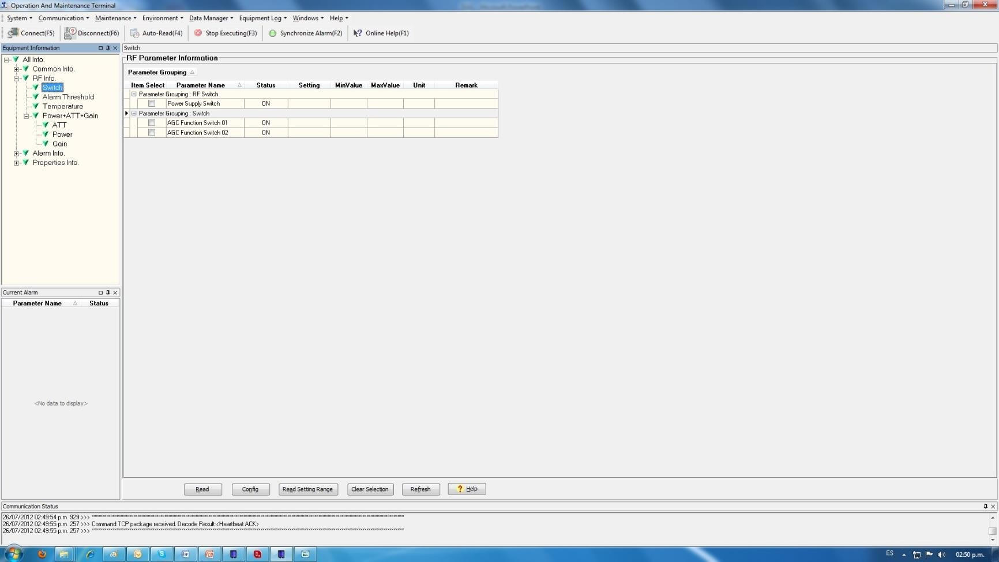 Operation And Maintenance Terminal
System Communication Maintenance Environment Data Manager Equipment Log Windows Help
Connect(F5) Disconnect(F6) Auto-Read(F4) Stop Executing(F3) Synchronize Alarm(F2) Online Help(F1)
Equipment Information
All Info.
Common Info.
RF Info.
Switch
Alarm Threshold
Temperature
Power+ATT+Gain
ATT
Power
Gain
Alarm Info.
Properties Info.
Current Alarm
Parameter Name Status
<No data to display>
Switch
RF Parameter Information
Parameter Grouping
Item Select Parameter Name Status Setting MinValue MaxValue Unit Remark
Parameter Grouping : RF Switch
Power Supply Switch ON
Parameter Grouping : Switch
AGC Function Switch 01 ON
AGC Function Switch 02 ON
Read Config Read Setting Range Clear Selection Refresh ? Help
Communication Status
26/07/2012 02:49:54 p.m. 929 >>>
26/07/2012 02:49:55 p.m. 257 >>> Command:TCP package received. Decode Result:<Heartbeat ACK>
26/07/2012 02:49:55 p.m. 257 >>>
ES 02:50 p.m.